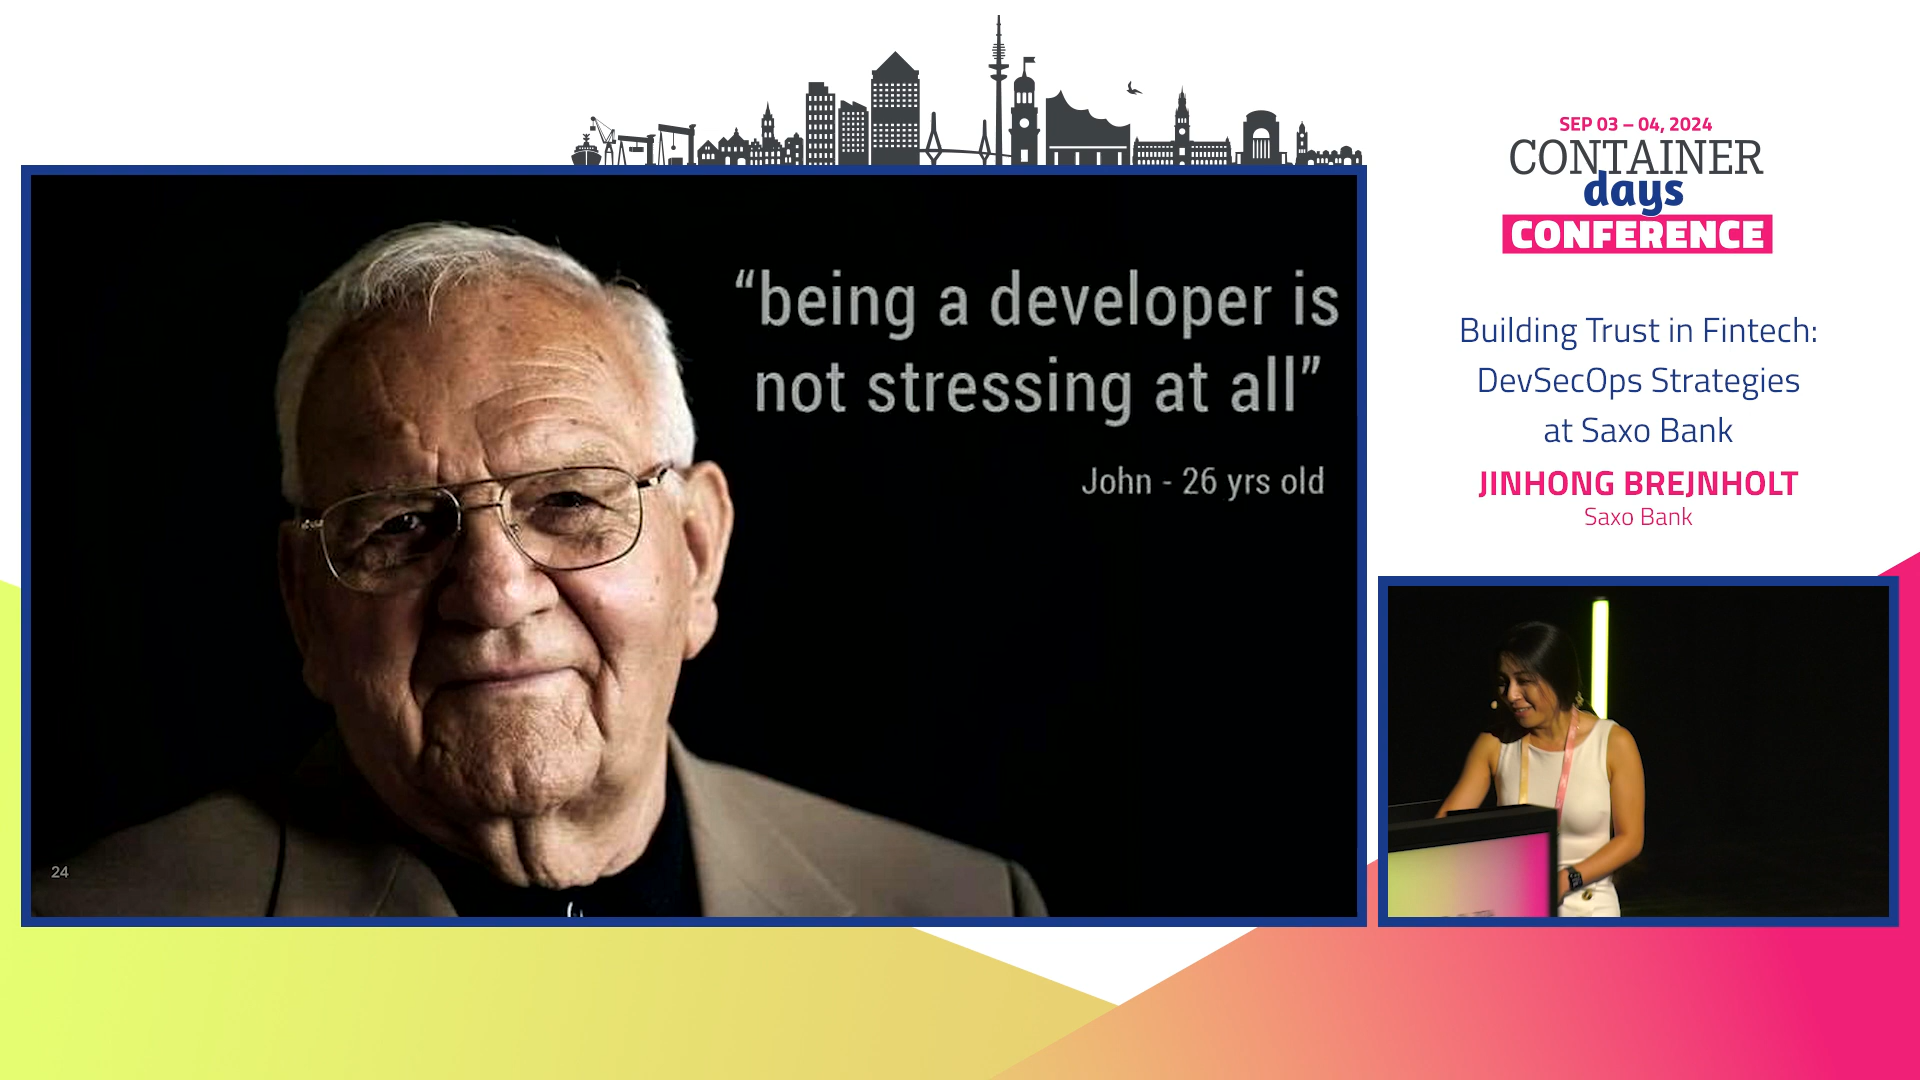 SEP 03 – 04, 2024
CONTAINER
days
CONFERENCE
“being a developer is
not stressing at all”
John - 26 yrs old
24
Building Trust in Fintech:
DevSecOps Strategies
at Saxo Bank
JINHONG BREJNHOLT
Saxo Bank